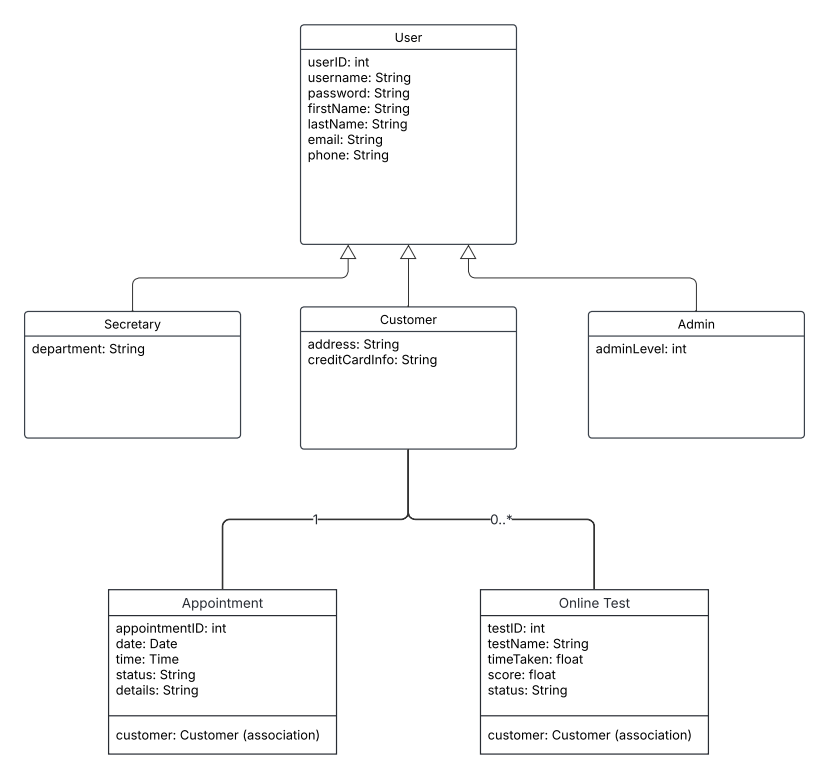 User
userID: int
username: String
password: String
firstName: String
lastName: String
email: String
phone: String
Secretary
department: String
Customer
address: String
creditCardInfo: String
Admin
adminLevel: int
1
0..*
Appointment
appointmentID: int
date: Date
time: Time
status: String
details: String
customer: Customer (association)
Online Test
testID: int
testName: String
timeTaken: float
score: float
status: String
customer: Customer (association)